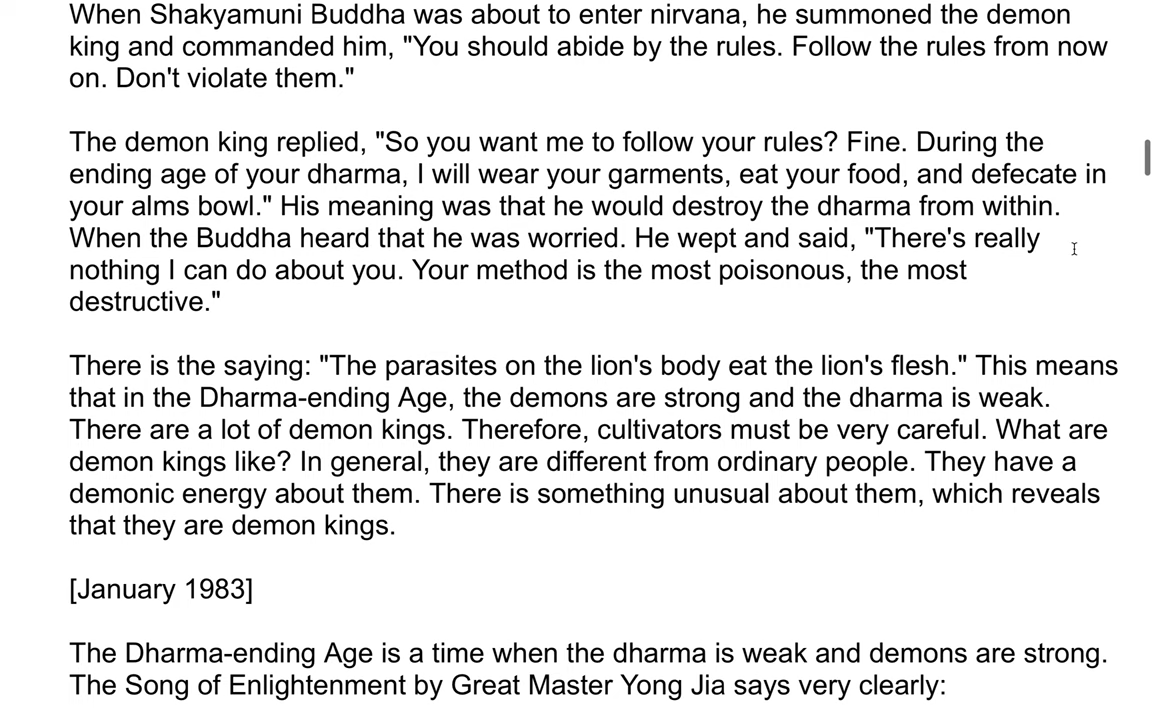 When Shakyamuni Buddha was about to enter nirvana, he summoned the demon
king and commanded him, "You should abide by the rules. Follow the rules from now
on. Don't violate them."
The demon king replied, "So you want me to follow your rules? Fine. During the
ending age of your dharma, I will wear your garments, eat your food, and defecate in
your alms bowl." His meaning was that he would destroy the dharma from within.
When the Buddha heard that he was worried. He wept and said, "There's really
nothing I can do about you. Your method is the most poisonous, the most
destructive."
There is the saying: "The parasites on the lion's body eat the lion's flesh." This means
that in the Dharma-ending Age, the demons are strong and the dharma is weak.
There are a lot of demon kings. Therefore, cultivators must be very careful. What are
demon kings like? In general, they are different from ordinary people. They have a
demonic energy about them. There is something unusual about them, which reveals
that they are demon kings.
[January 1983]
The Dharma-ending Age is a time when the dharma is weak and demons are strong.
The Song of Enlightenment by Great Master Yong Jia says very clearly: